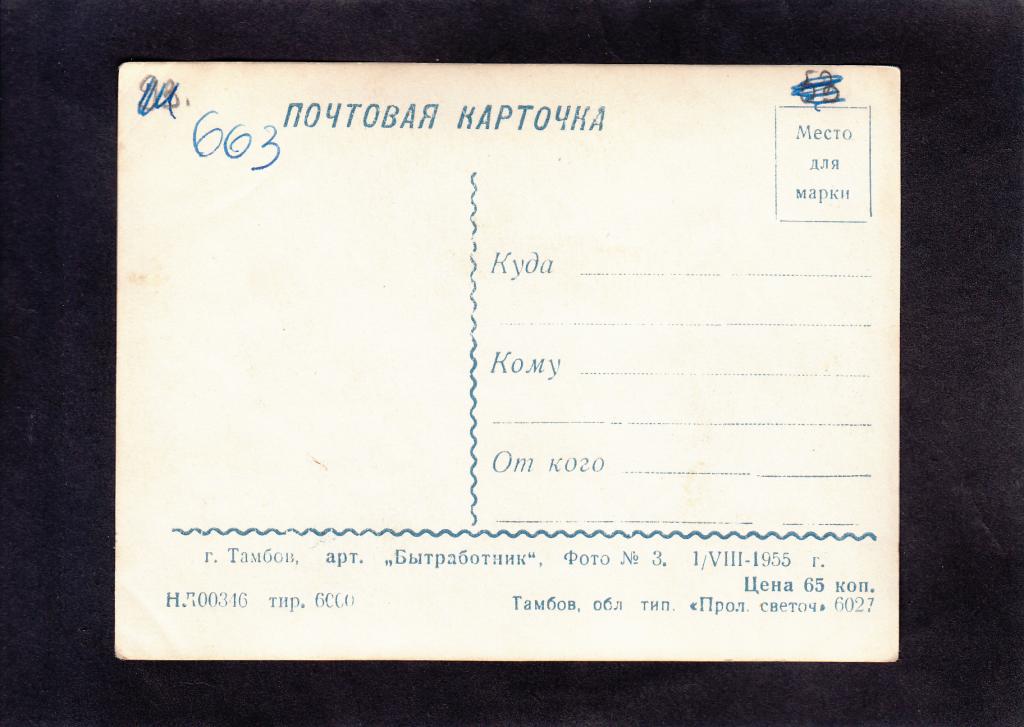 663
ПОЧТОВАЯ КАРТОЧКА
Место
для
марки
Куда
Кому
От кого
г. Тамбов, арт. „Бытработник“, Фото № 3. 1/VIII-1955 г.
Цена 65 коп.
тир. 6000
Тамбов, обл тип. «Прол. светоч» 6027